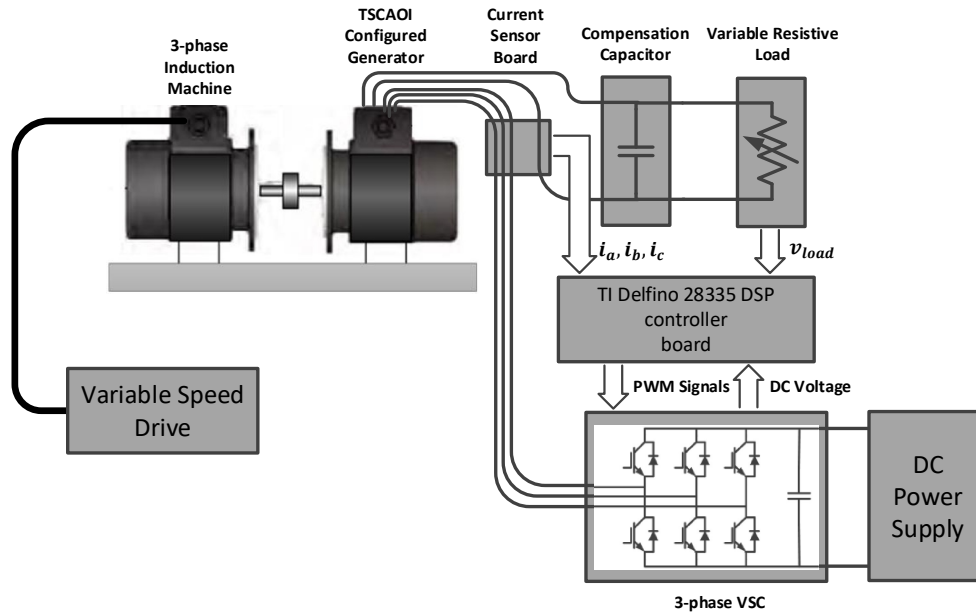 3-phase
Induction
Machine
TSCAOI
Configured
Generator
Current
Sensor
Board
Compensation
Capacitor
Variable Resistive
Load
i_a, i_b, i_c
v_load
TI Delfino 28335 DSP
controller
board
PWM Signals
DC Voltage
Variable Speed
Drive
DC
Power
Supply
3-phase VSC